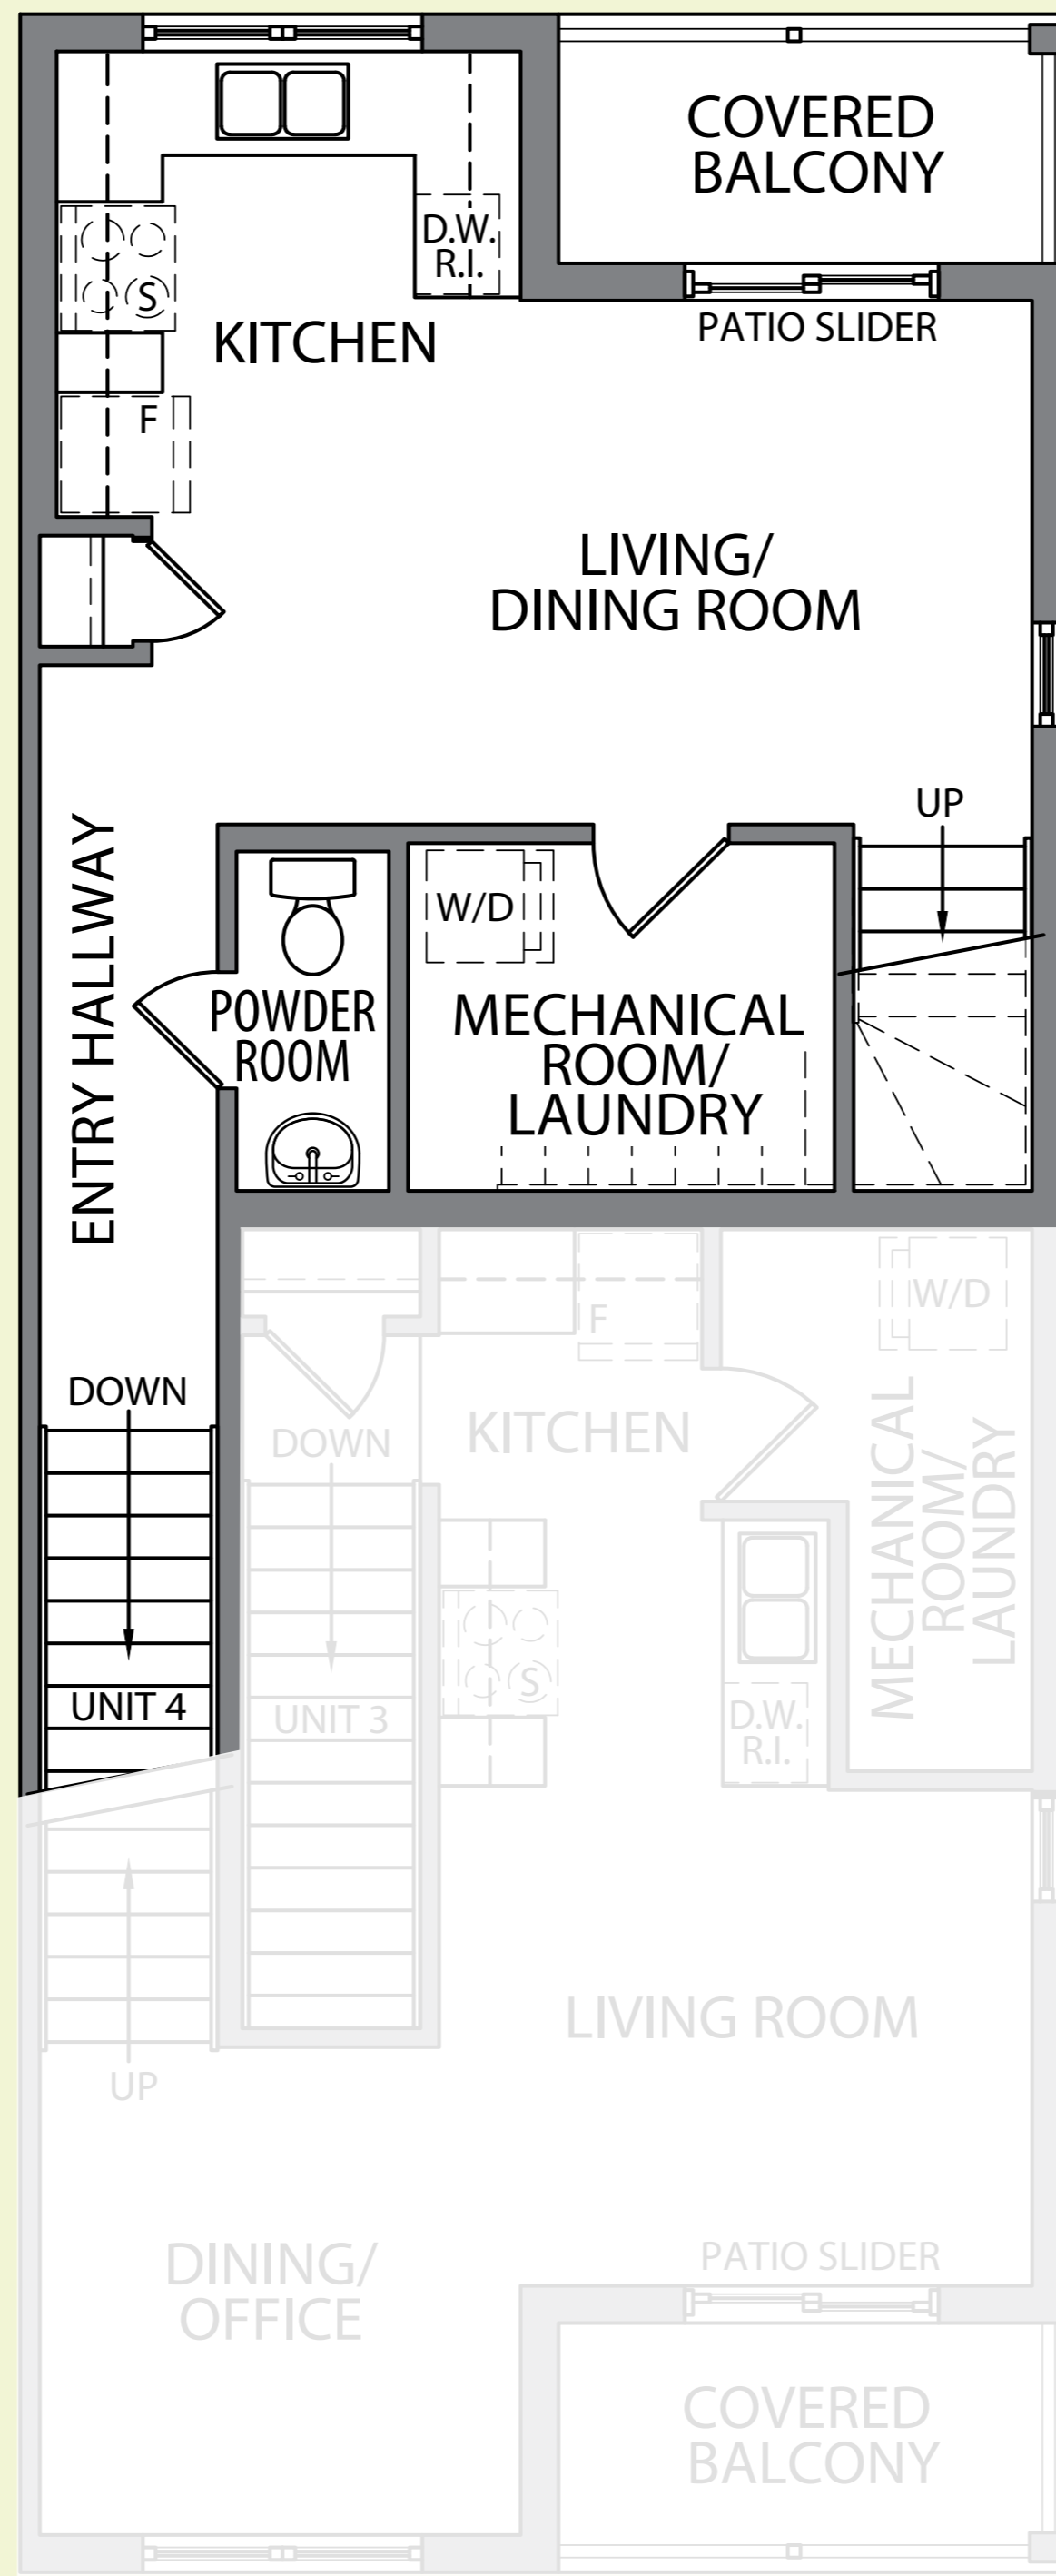 COVERED
BALCONY
D.W.
R.I.
S
KITCHEN
PATIO SLIDER
F
LIVING/
DINING ROOM
UP
ENTRY HALLWAY
W/D
POWDER
ROOM
MECHANICAL
ROOM/
LAUNDRY
DOWN
UNIT 4
W/D
F
KITCHEN
DOWN
MECHANICAL
ROOM/
LAUNDRY
S
D.W.
R.I.
UNIT 3
LIVING ROOM
UP
DINING/
OFFICE
PATIO SLIDER
COVERED
BALCONY